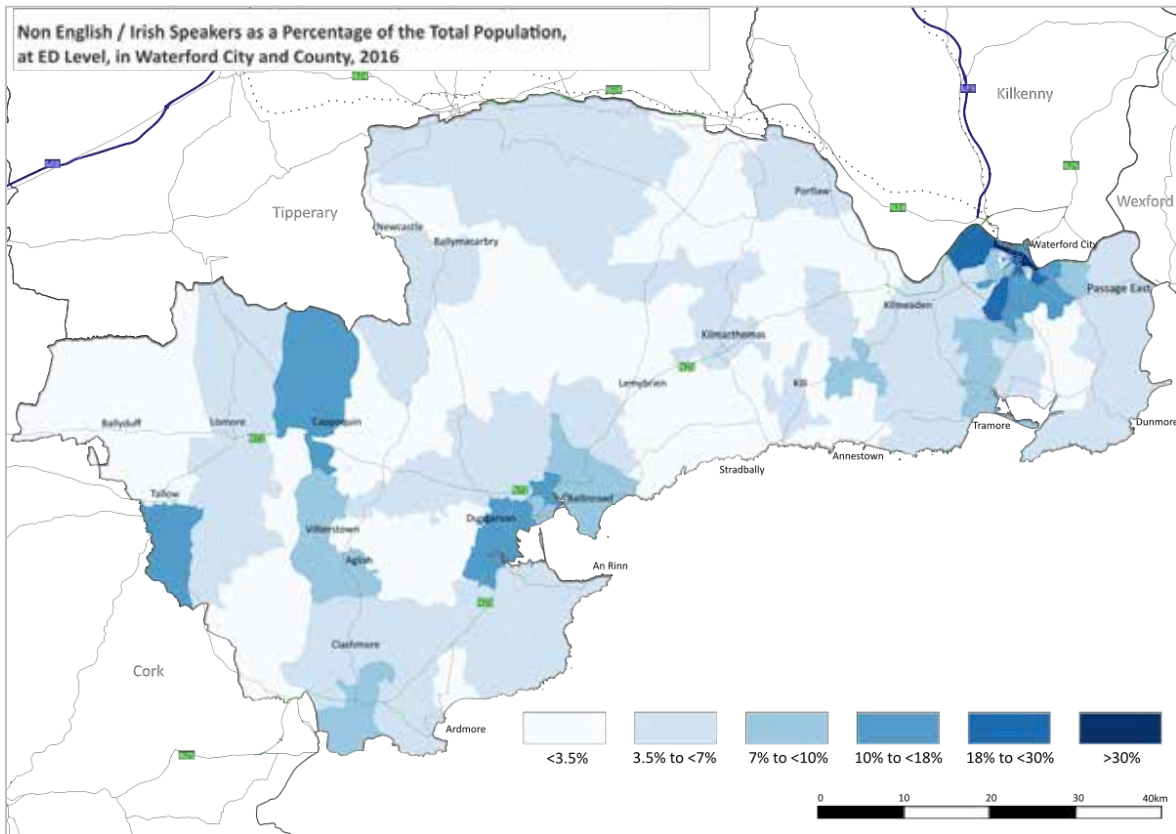 Non English / Irish Speakers as a Percentage of the Total Population,
at ED Level, in Waterford City and County, 2016
Kilkenny
Wexford
Tipperary
Portlaw
Newcastle
Ballymacarbry
Waterford City
Passage East
Kilmeaden
Kilmacthomas
Lemybrien
Kill
Ballyduff
Lismore
Cappoquin
Tramore
Dunmore
Annestown
Stradbally
Tallow
Ballinroad
Dungarvan
Villierstown
Aglish
An Rinn
Clashmore
Cork
Ardmore
<3.5%
3.5% to <7%
7% to <10%
10% to <18%
18% to <30%
>30%
0 10 20 30 40km